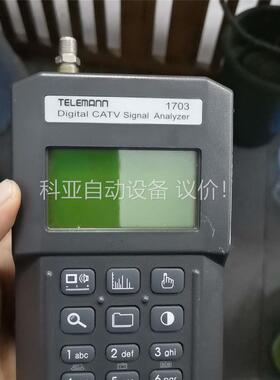 TELEMANN 1703
Digital CATV Signal Analyzer
科亚自动设备 议价!
1 abc 2 def 3 ghi